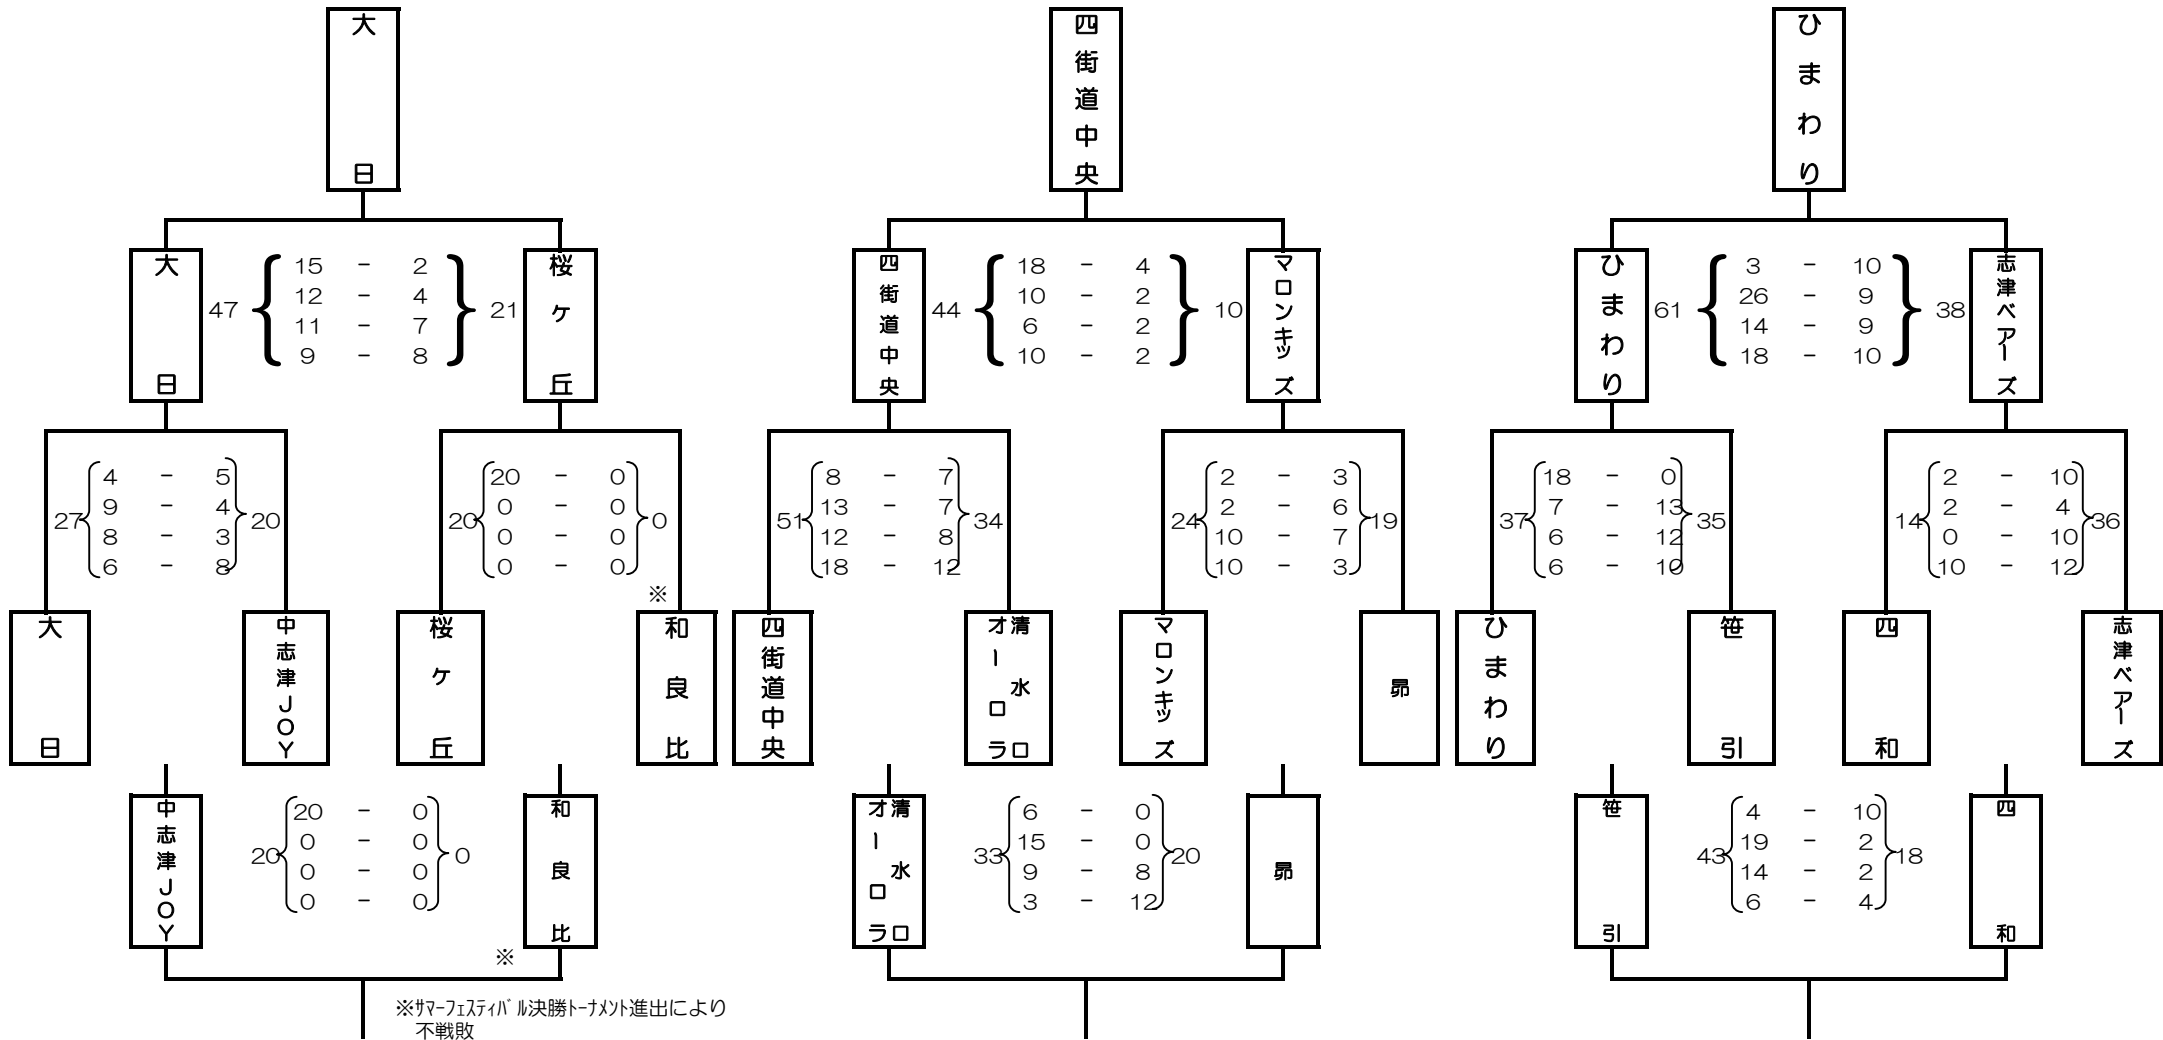 大日
四街道中央
ひまわり
大日
47
15 - 2
12 - 4
11 - 7
9 - 8
21
桜ヶ丘
四街道中央
44
18 - 4
10 - 2
6 - 2
10 - 2
10
マロンキッズ
ひまわり
61
3 - 10
26 - 9
14 - 9
18 - 10
38
志津ベアーズ
27
4 - 5
9 - 4
8 - 3
6 - 8
20
20
20 - 0
0 - 0
0 - 0
0 - 0
0
※
51
8 - 7
13 - 7
12 - 8
18 - 12
34
24
2 - 3
2 - 6
10 - 7
10 - 3
19
37
18 - 0
7 - 13
6 - 12
6 - 10
35
14
2 - 10
2 - 4
0 - 10
10 - 12
36
大日
中志津JOY
桜ヶ丘
和良比
四街道中央
清水口
オーロラ
マロンキッズ
昴
ひまわり
笹引
四和
志津ベアーズ
中志津JOY
20
20 - 0
0 - 0
0 - 0
0 - 0
0
和良比
※
清水口
オーロラ
33
6 - 0
15 - 0
9 - 8
3 - 12
20
昴
笹引
43
4 - 10
19 - 2
14 - 2
6 - 4
18
四和
※ｻﾏｰﾌｪｽﾃｨﾊﾞﾙ決勝ﾄｰﾅﾒﾝﾄ進出により
不戦敗